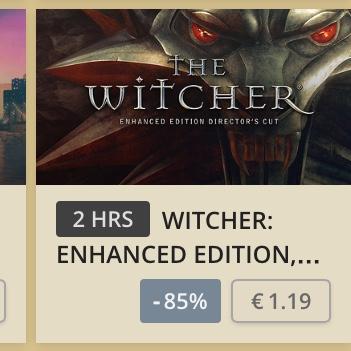 THE
WITCHER
ENHANCED EDITION DIRECTOR'S CUT
2 HRS WITCHER:
ENHANCED EDITION,...
-85% € 1.19